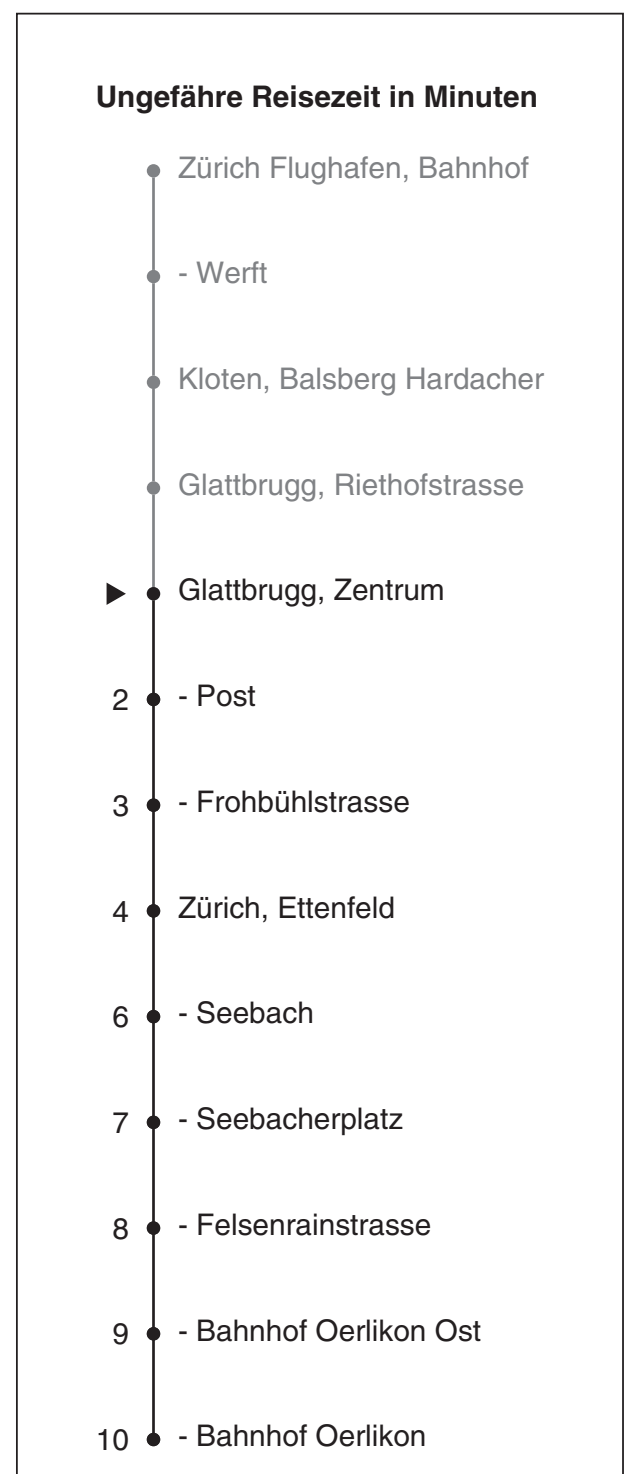 Ungefähre Reisezeit in Minuten
Zürich Flughafen, Bahnhof
- Werft
Kloten, Balsberg Hardacher
Glattbrugg, Riethofstrasse
Glattbrugg, Zentrum
2 - Post
3 - Frohbühlstrasse
4 Zürich, Ettenfeld
6 - Seebach
7 - Seebacherplatz
8 - Felsenrainstrasse
9 - Bahnhof Oerlikon Ost
10 - Bahnhof Oerlikon